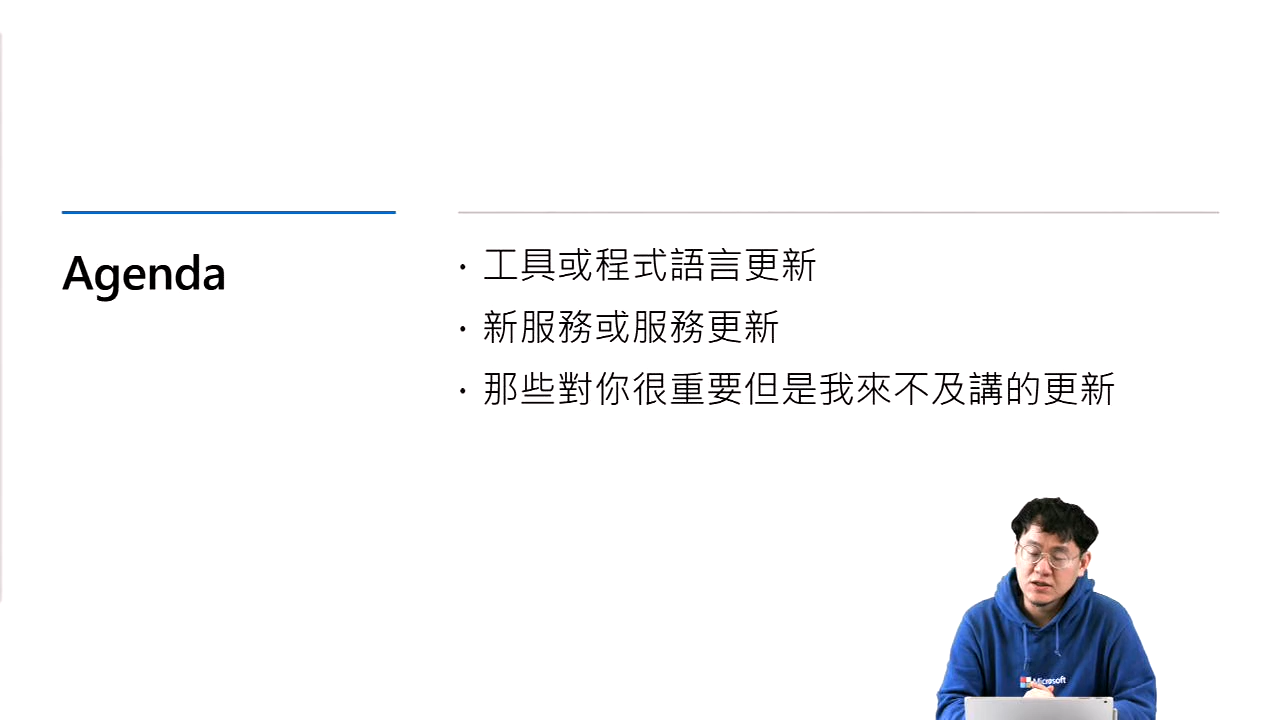 Agenda
• 工具或程式語言更新
• 新服務或服務更新
• 那些對你很重要但是我來不及講的更新
Microsoft